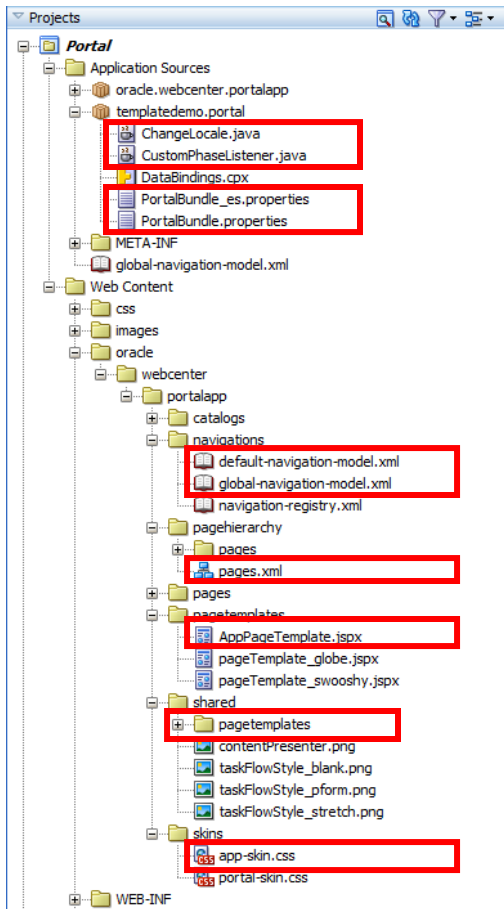 Projects
Portal
Application Sources
oracle.webcenter.portalapp
templatedemo.portal
ChangeLocale.java
CustomPhaseListener.java
DataBindings.cpx
PortalBundle_es.properties
PortalBundle.properties
META-INF
global-navigation-model.xml
Web Content
css
images
oracle
webcenter
portalapp
catalogs
navigations
default-navigation-model.xml
global-navigation-model.xml
navigation-registry.xml
pagehierarchy
pages
pages.xml
pages
pagetemplates
AppPageTemplate.jspx
pageTemplate_globe.jspx
pageTemplate_swooshy.jspx
shared
pagetemplates
contentPresenter.png
taskFlowStyle_blank.png
taskFlowStyle_pform.png
taskFlowStyle_stretch.png
skins
app-skin.css
portal-skin.css
WEB-INF